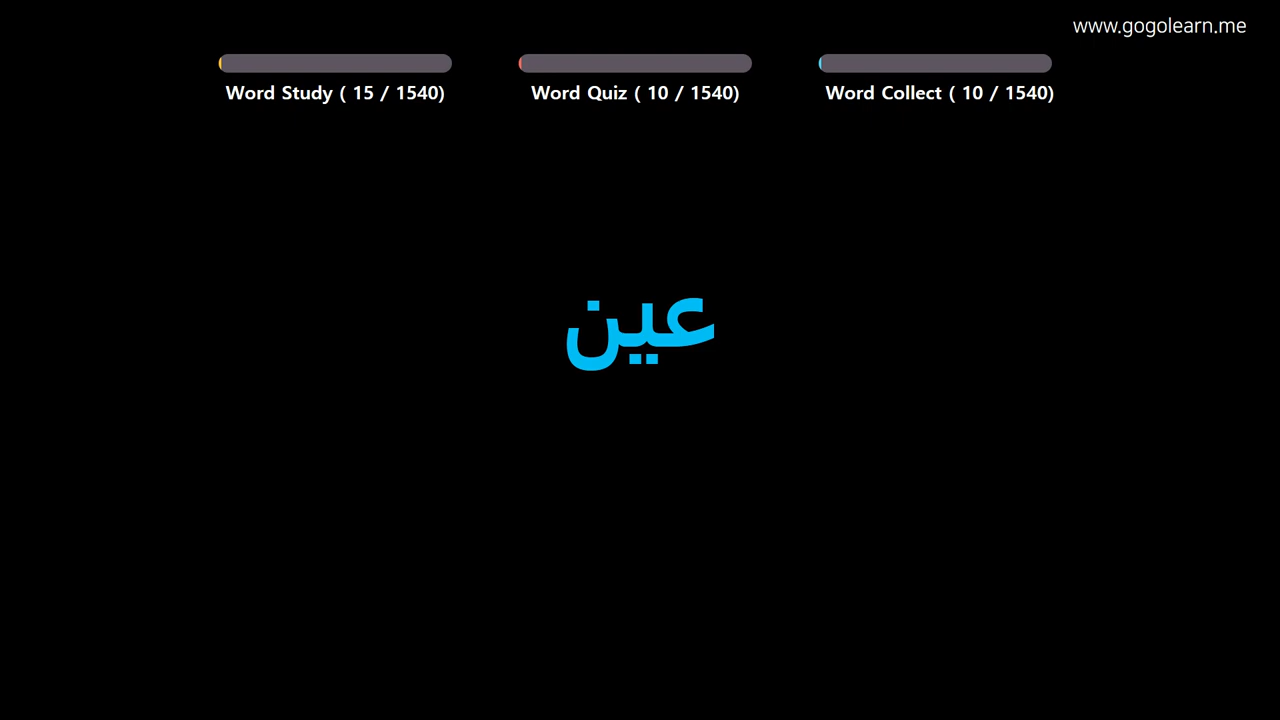 www.gogolearn.me
Word Study ( 15 / 1540)
Word Quiz ( 10 / 1540)
Word Collect ( 10 / 1540)
عين